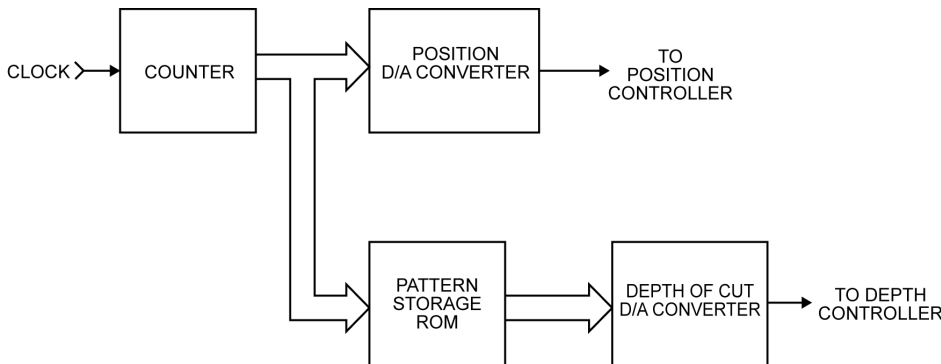 CLOCK
COUNTER
POSITION
D/A CONVERTER
TO
POSITION
CONTROLLER
PATTERN
STORAGE
ROM
DEPTH OF CUT
D/A CONVERTER
TO DEPTH
CONTROLLER